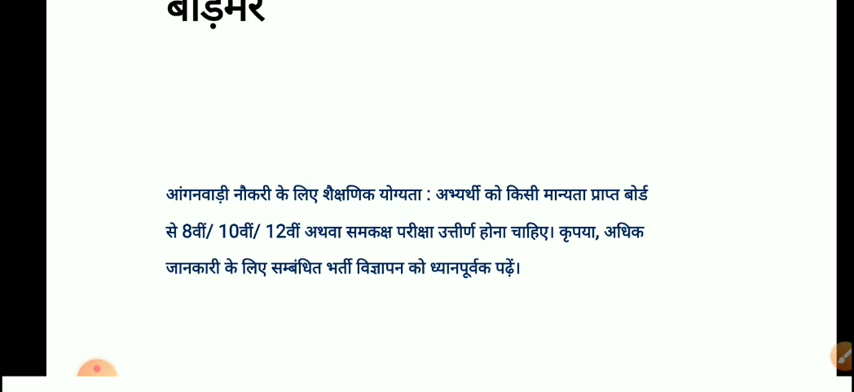 बाड़मेर
आंगनवाड़ी नौकरी के लिए शैक्षणिक योग्यता : अभ्यर्थी को किसी मान्यता प्राप्त बोर्ड
से 8वीं/ 10वीं/ 12वीं अथवा समकक्ष परीक्षा उत्तीर्ण होना चाहिए। कृपया, अधिक
जानकारी के लिए सम्बंधित भर्ती विज्ञापन को ध्यानपूर्वक पढ़ें।